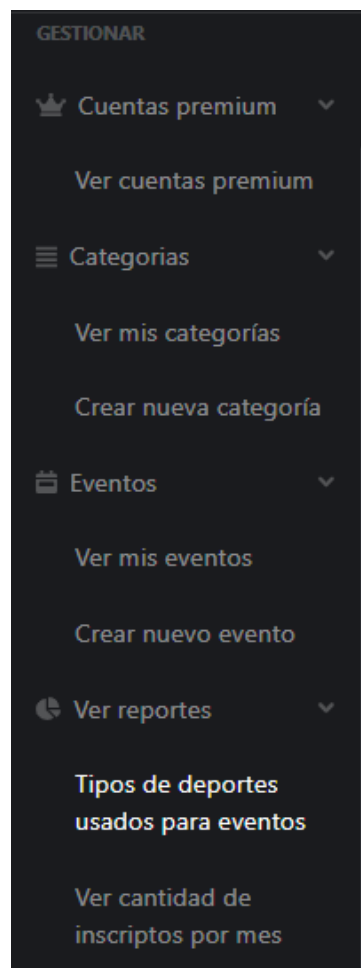 GESTIONAR
Cuentas premium
Ver cuentas premium
Categorias
Ver mis categorías
Crear nueva categoría
Eventos
Ver mis eventos
Crear nuevo evento
Ver reportes
Tipos de deportes
usados para eventos
Ver cantidad de
inscriptos por mes